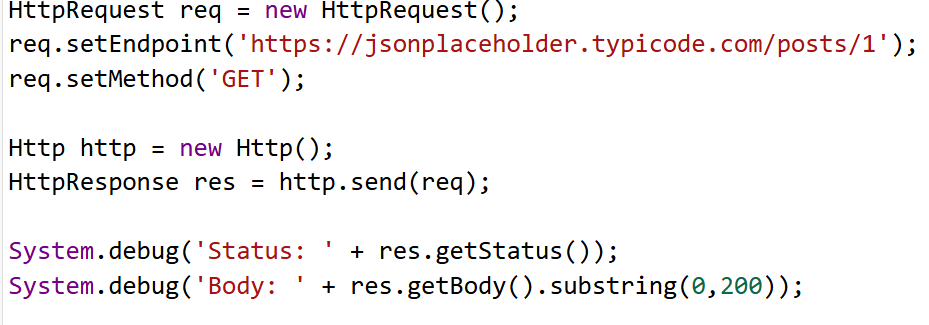 HttpRequest req = new HttpRequest();
req.setEndpoint('https://jsonplaceholder.typicode.com/posts/1');
req.setMethod('GET');
Http http = new Http();
HttpResponse res = http.send(req);
System.debug('Status: ' + res.getStatus());
System.debug('Body: ' + res.getBody().substring(0,200));